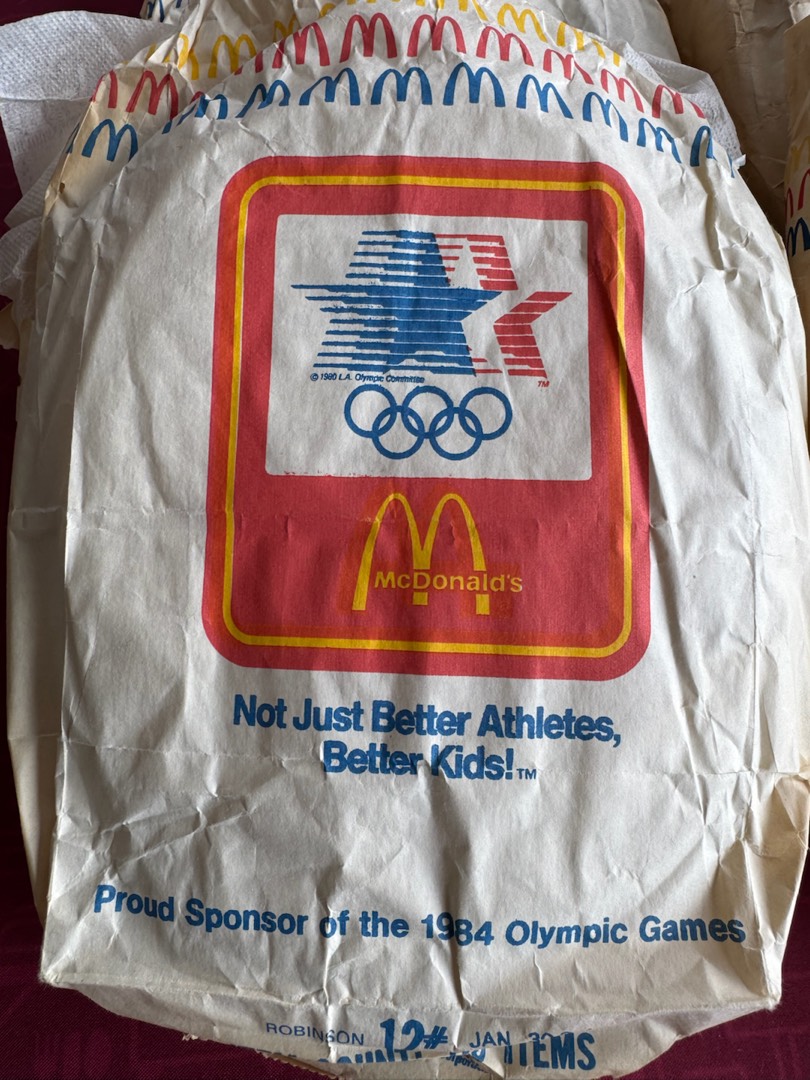 © 1980 L.A. Olympic Committee
TM
McDonald's
Not Just Better Athletes,
Better Kids!TM
Proud Sponsor of the 1984 Olympic Games
ROBINSON 12# JAN
ITEMS